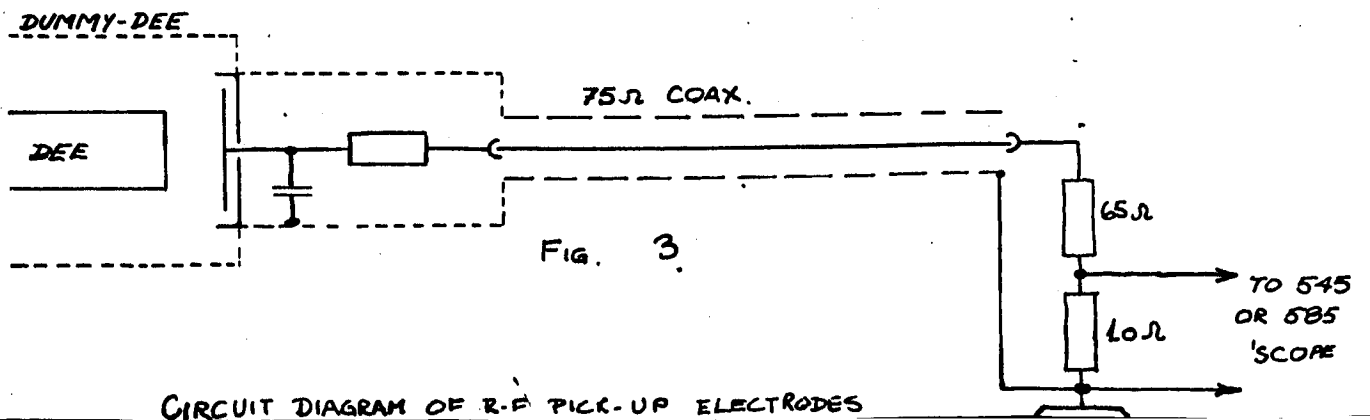 DUMMY-DEE
75Ω COAX.
DEE
65Ω
FIG. 3.
TO 545
OR 585
'SCOPE
10Ω
CIRCUIT DIAGRAM OF R-F PICK-UP ELECTRODES